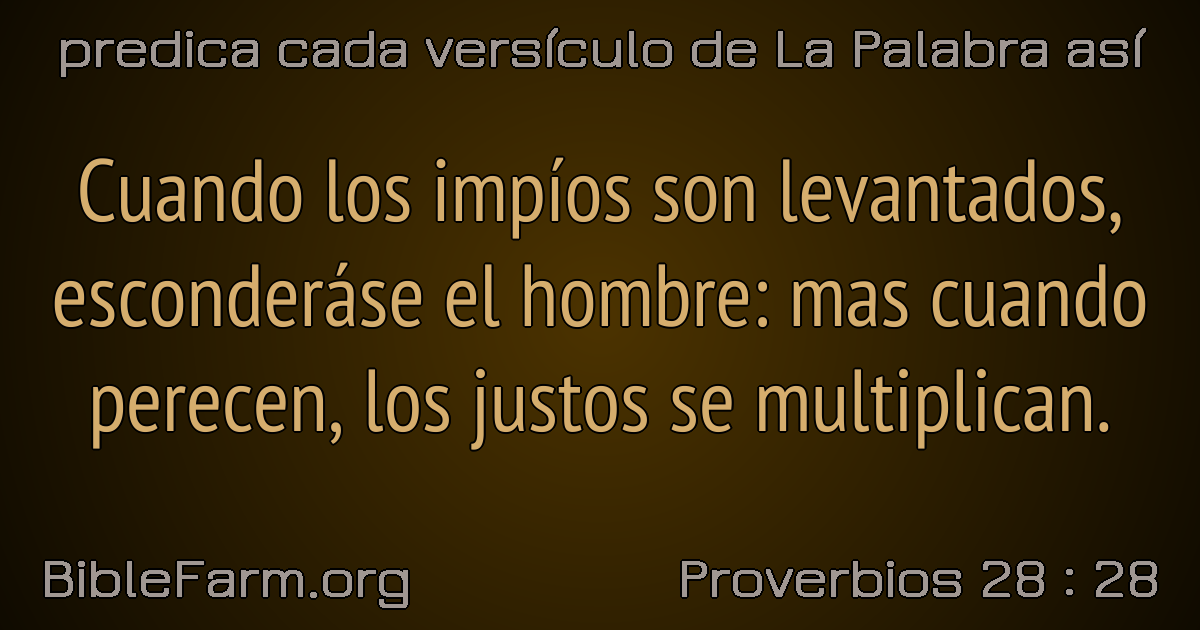 predica cada versículo de La Palabra así
Cuando los impíos son levantados,
esconderáse el hombre: mas cuando
perecen, los justos se multiplican.
BibleFarm.org
Proverbios 28 : 28